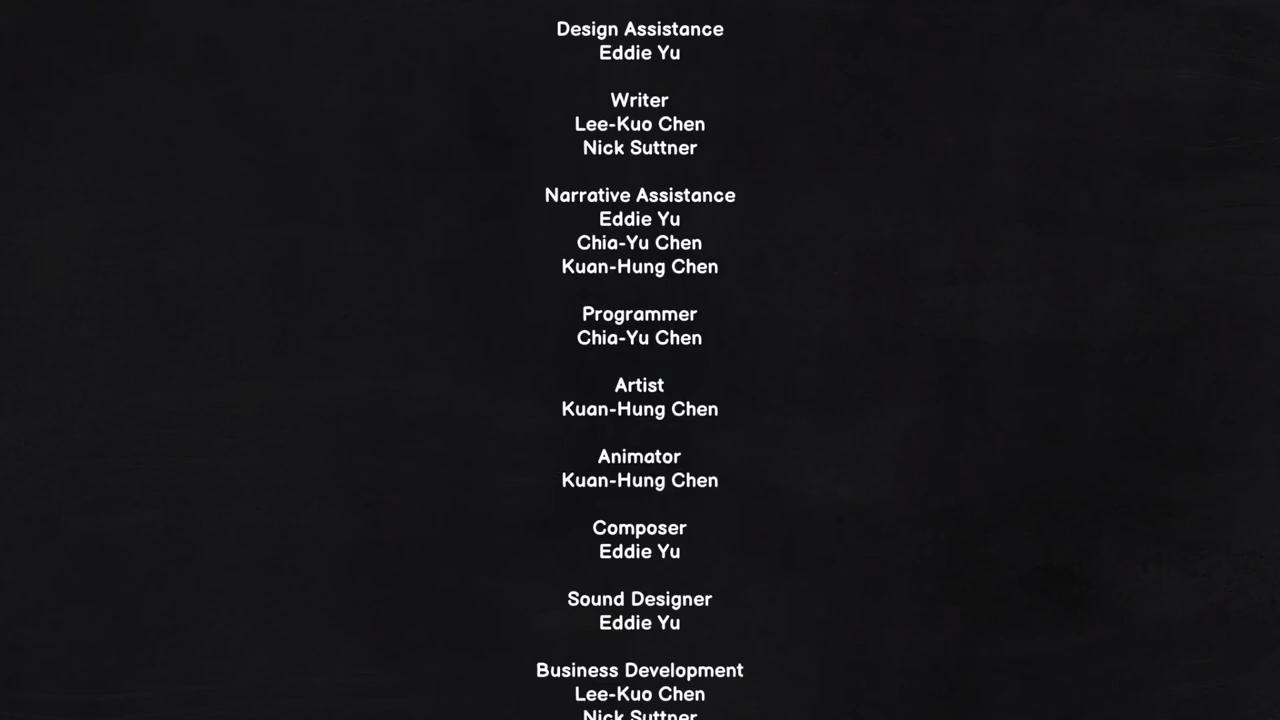 Design Assistance
Eddie Yu
Writer
Lee-Kuo Chen
Nick Suttner
Narrative Assistance
Eddie Yu
Chia-Yu Chen
Kuan-Hung Chen
Programmer
Chia-Yu Chen
Artist
Kuan-Hung Chen
Animator
Kuan-Hung Chen
Composer
Eddie Yu
Sound Designer
Eddie Yu
Business Development
Lee-Kuo Chen
Nick Suttner